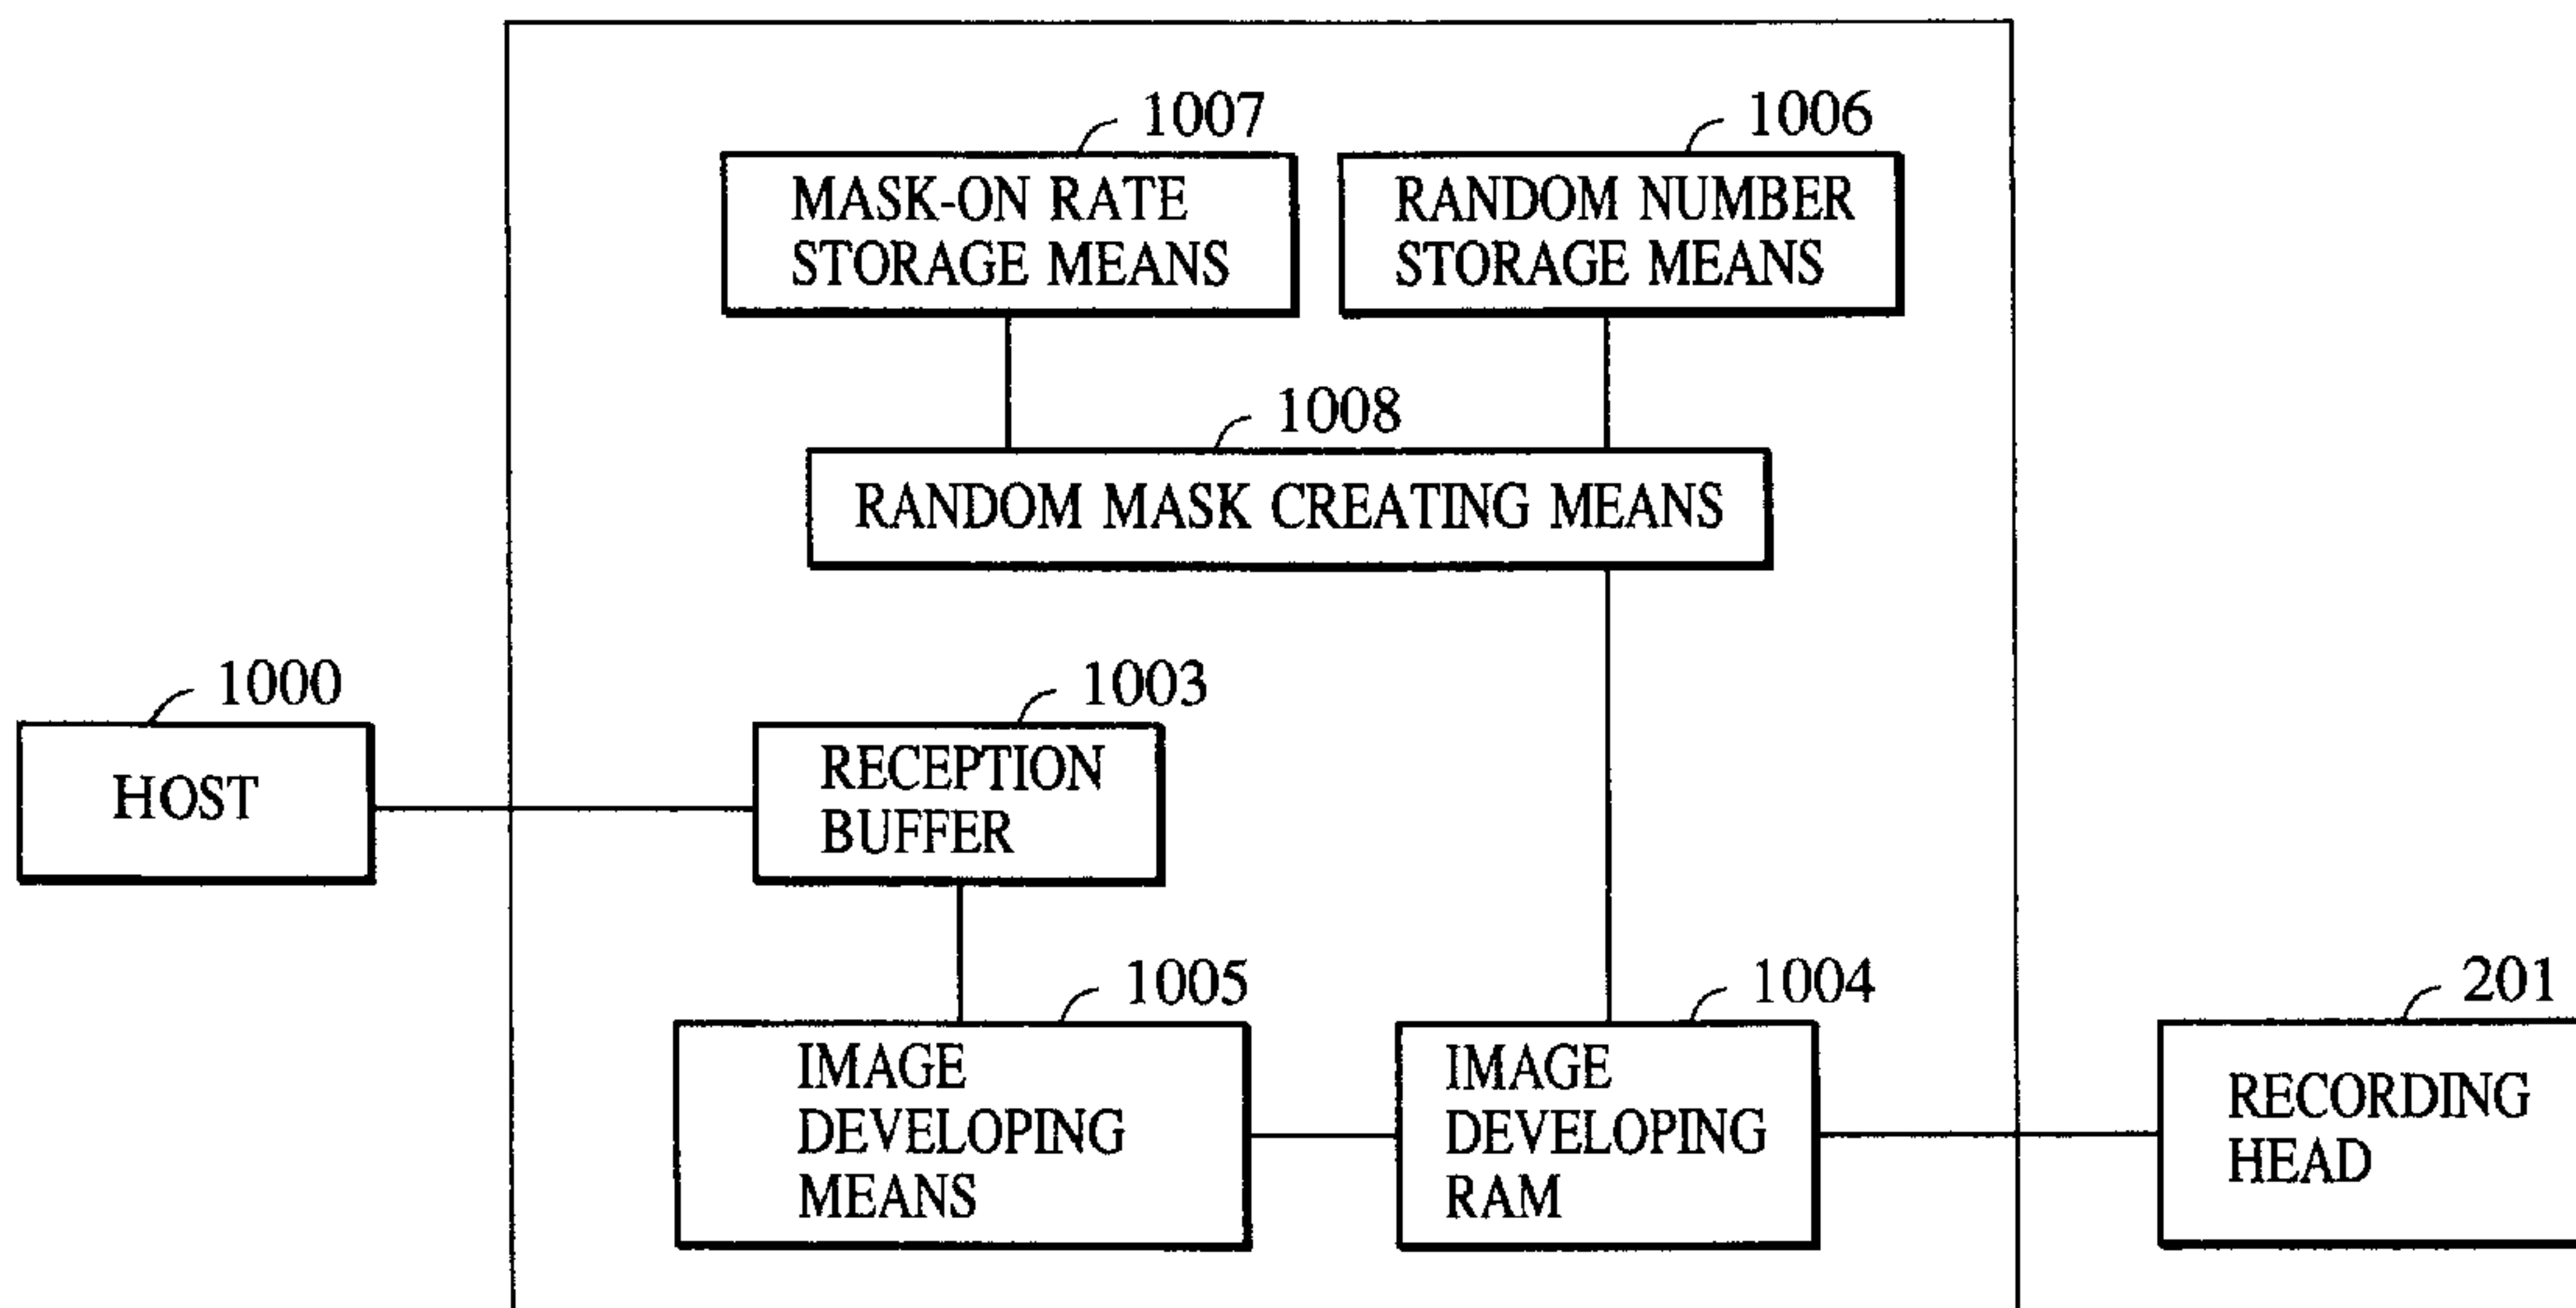 1007
MASK-ON RATE
STORAGE MEANS
1006
RANDOM NUMBER
STORAGE MEANS
1008
RANDOM MASK CREATING MEANS
1000
HOST
1003
RECEPTION
BUFFER
1005
IMAGE
DEVELOPING
MEANS
1004
IMAGE
DEVELOPING
RAM
201
RECORDING
HEAD